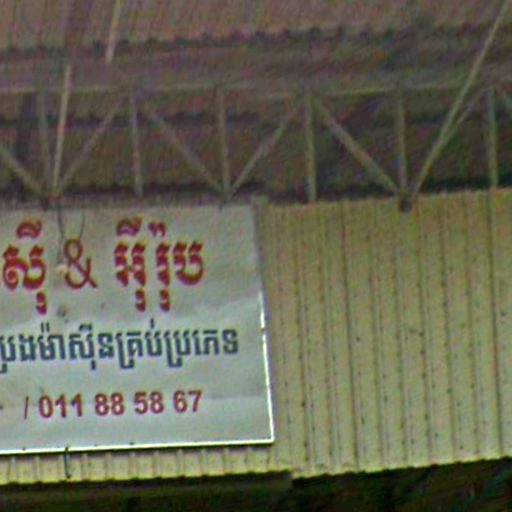 ស៊ី & អ៊ឺរ៉ុប
ប្រេងម៉ាស៊ីនគ្រប់ប្រភេទ
/ 011 88 58 67